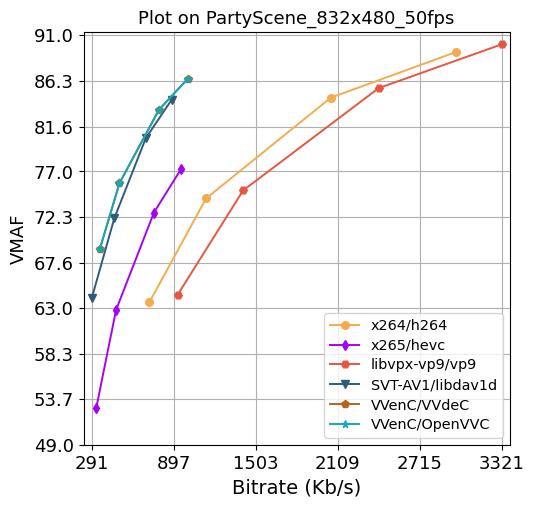 Plot on PartyScene_832x480_50fps
VMAF
91.0
86.3
81.6
77.0
72.3
67.6
63.0
58.3
53.7
49.0
x264/h264
x265/hevc
libvpx-vp9/vp9
SVT-AV1/libdav1d
VVenC/VVdeC
VVenC/OpenVVC
291 897 1503 2109 2715 3321
Bitrate (Kb/s)